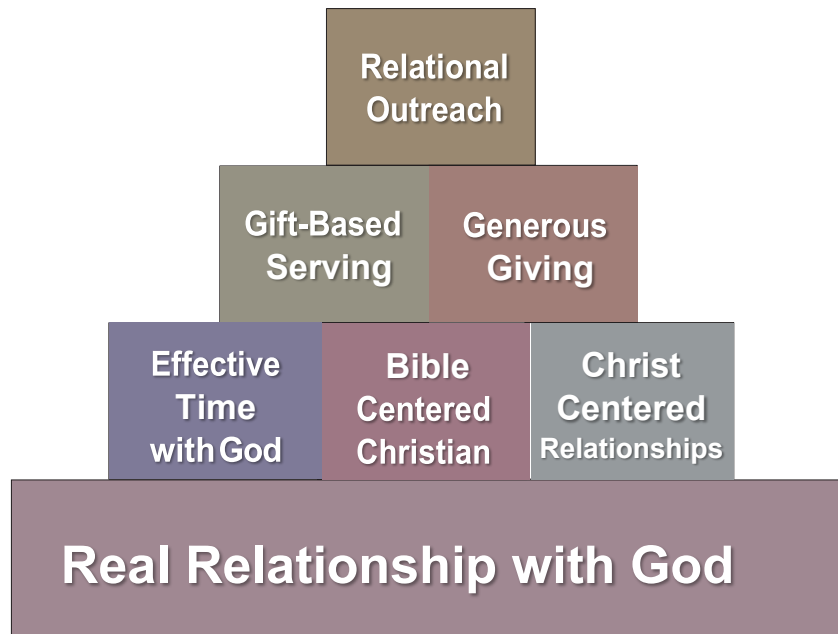 Relational
Outreach
Gift-Based
Serving
Generous
Giving
Effective
Time
with God
Bible
Centered
Christian
Christ
Centered
Relationships
Real Relationship with God